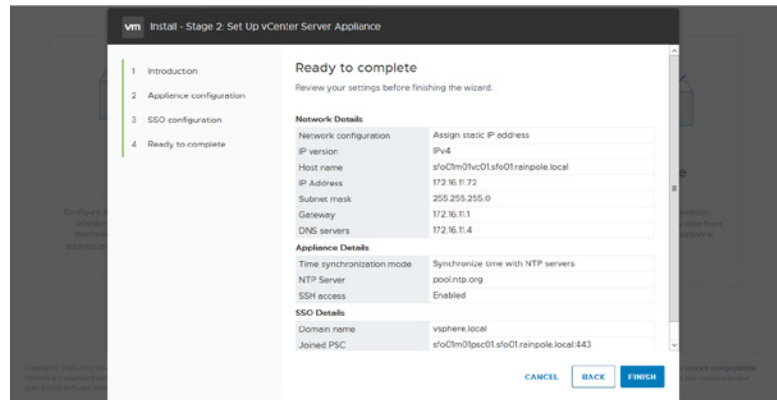 vm Install - Stage 2: Set Up vCenter Server Appliance
1 Introduction
2 Appliance configuration
3 SSO configuration
4 Ready to complete
Ready to complete
Review your settings before finishing the wizard.
Network Details
Network configuration Assign static IP address
IP version IPv4
Host name sfo01m01vc01.sfo01.rainpole.local
IP Address 172.16.11.72
Subnet mask 255.255.255.0
Gateway 172.16.11.1
DNS servers 172.16.11.4
Appliance Details
Time synchronization mode Synchronize time with NTP servers
NTP Server pool.ntp.org
SSH access Enabled
SSO Details
Domain name vsphere.local
Joined PSC sfo01m01psc01.sfo01.rainpole.local:443
CANCEL BACK FINISH